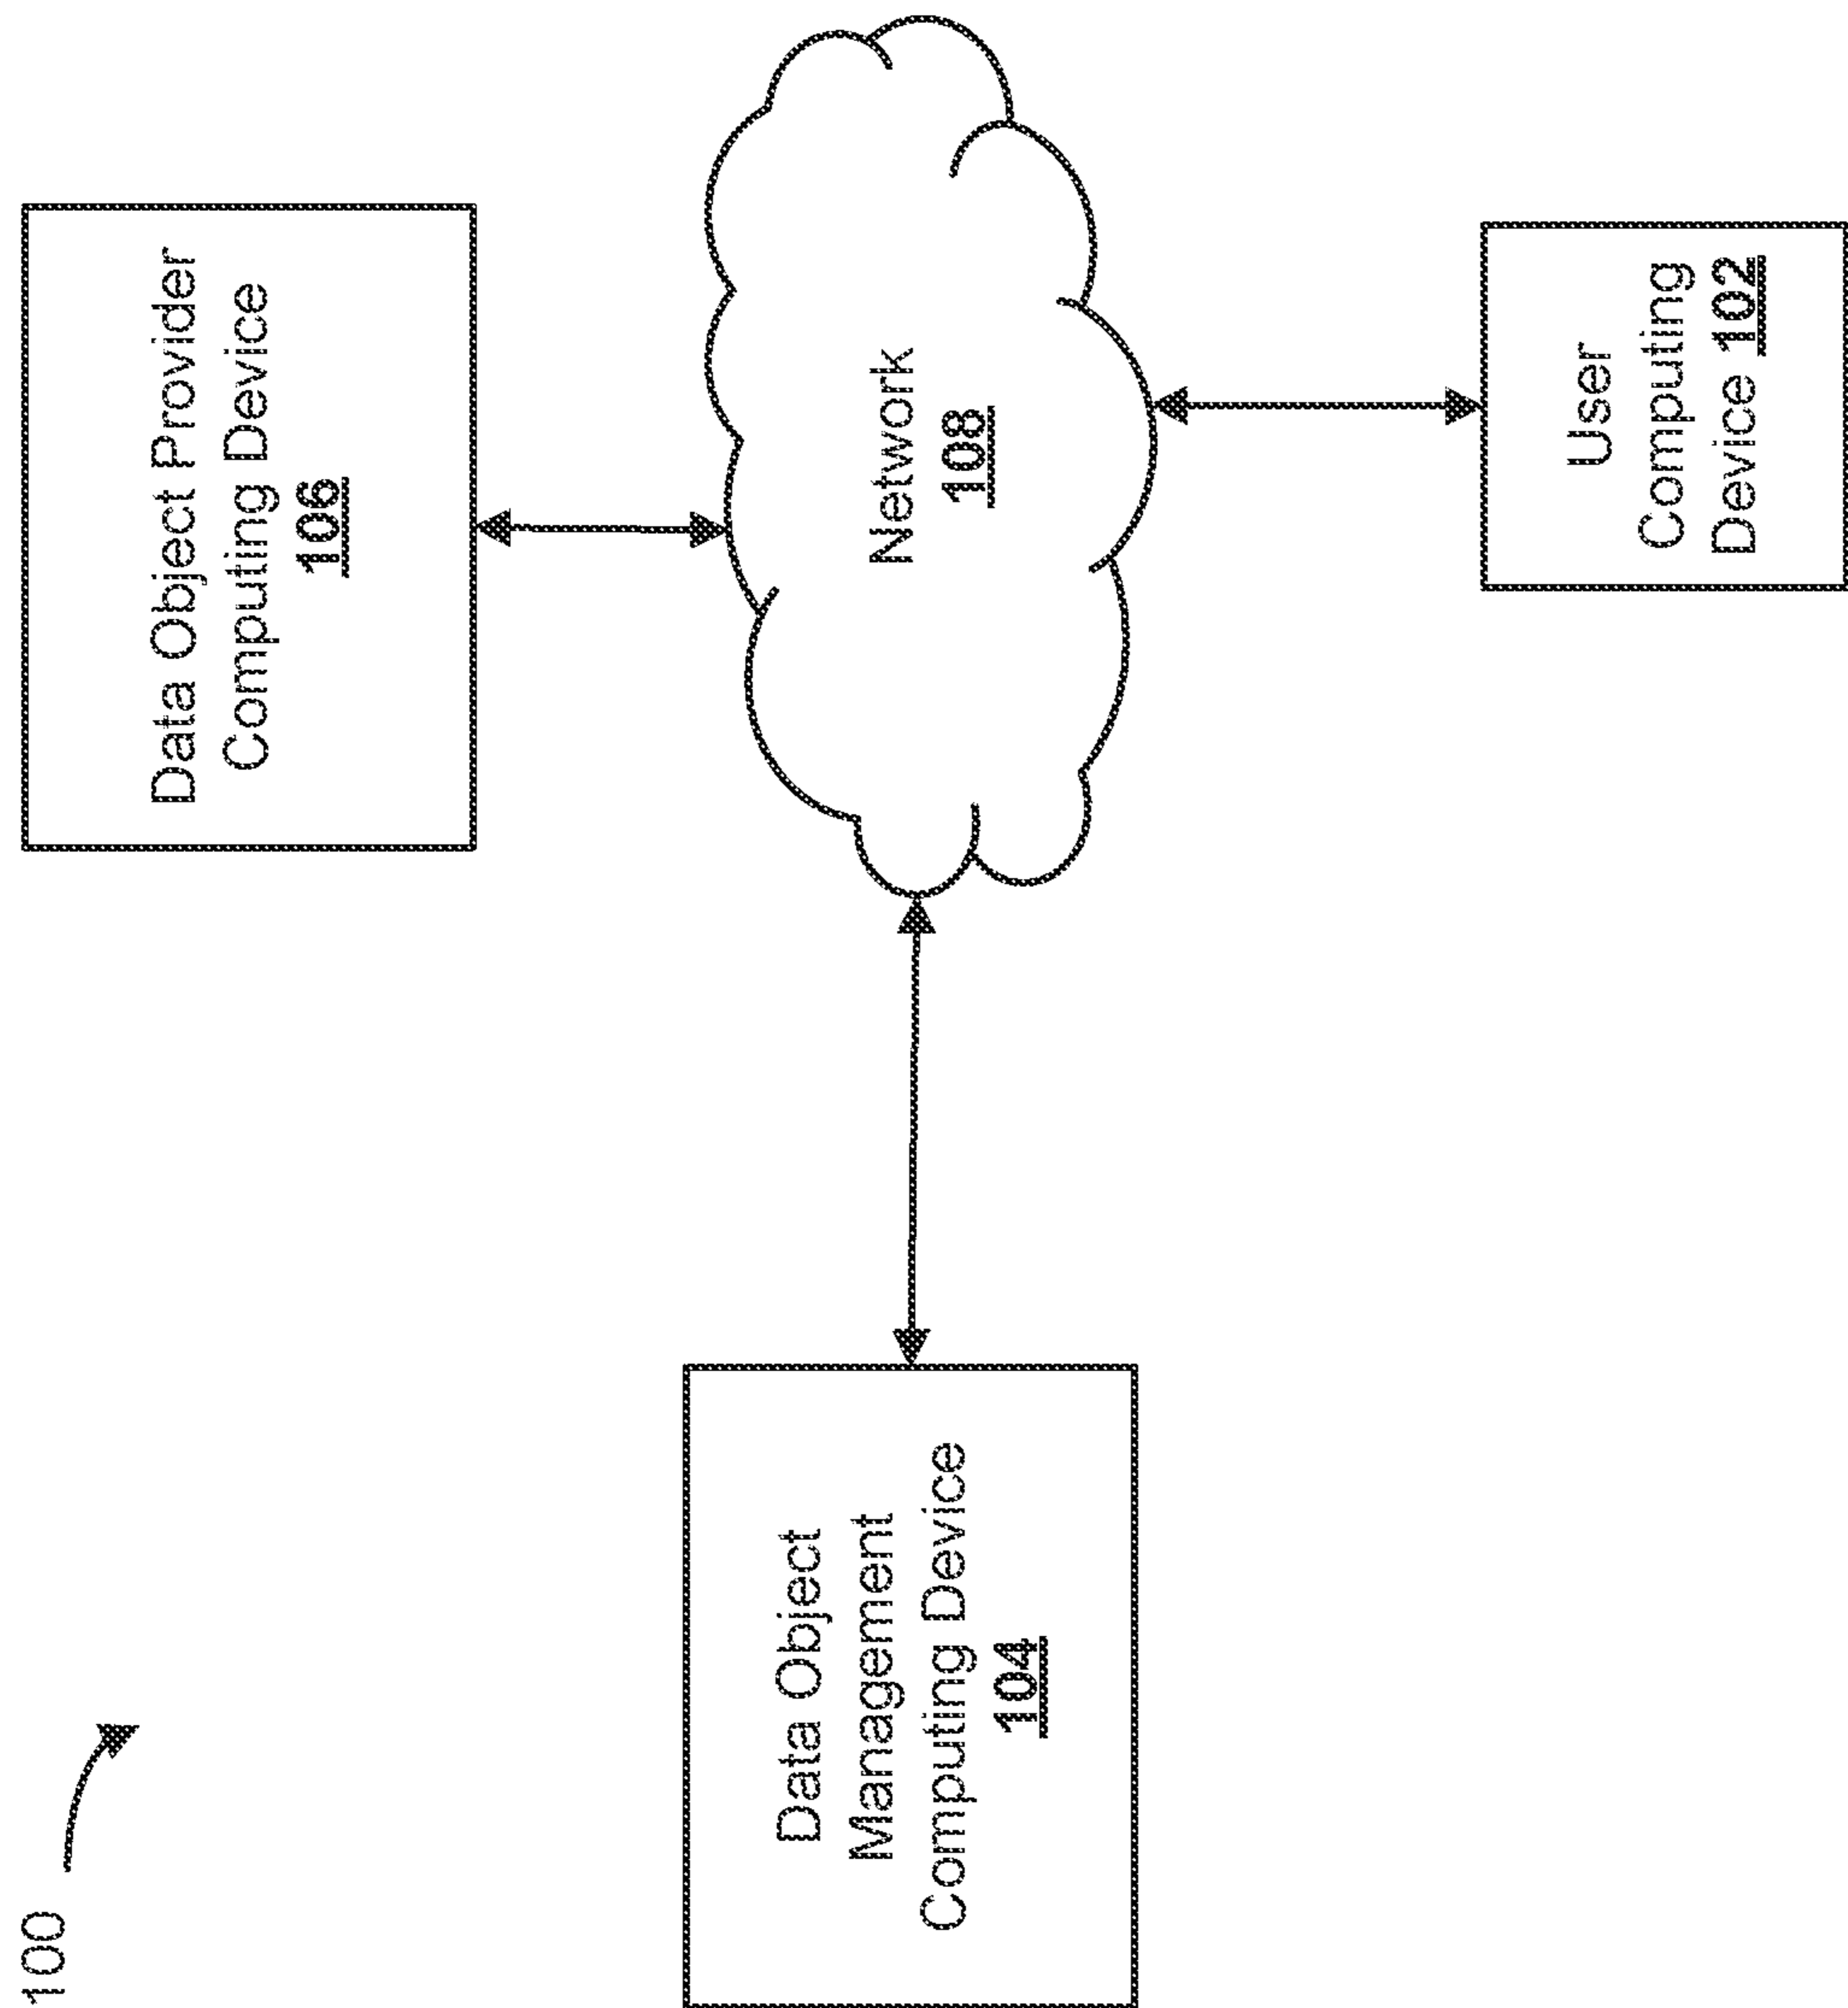 100
Data Object Provider
Computing Device
106
Data Object
Management
Computing Device
104
Network
108
User
Computing
Device 102